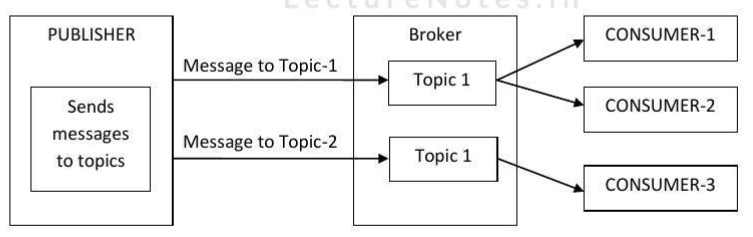 LectureNotes.in
PUBLISHER
Sends
messages
to topics
Message to Topic-1
Message to Topic-2
Broker
Topic 1
Topic 1
CONSUMER-1
CONSUMER-2
CONSUMER-3